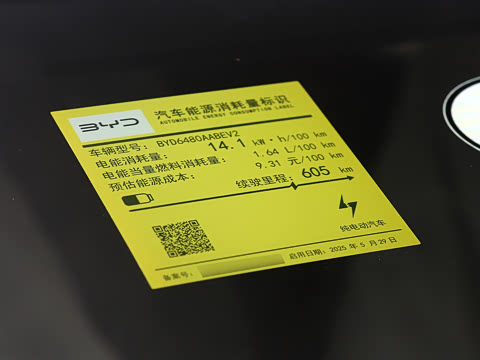 BYD 汽车能源消耗量标识
AUTOMOBILE ENERGY CONSUMPTION LABEL
车辆型号: BYD6480AABEV2
电能消耗量: 14.1 kW·h/100 km
电能当量燃料消耗量: 1.64 L/100 km
预估能源成本: 9.31 元/100 km
续驶里程: 605 km
纯电动汽车
备案号:
启用日期: 2025 年 5 月 29 日